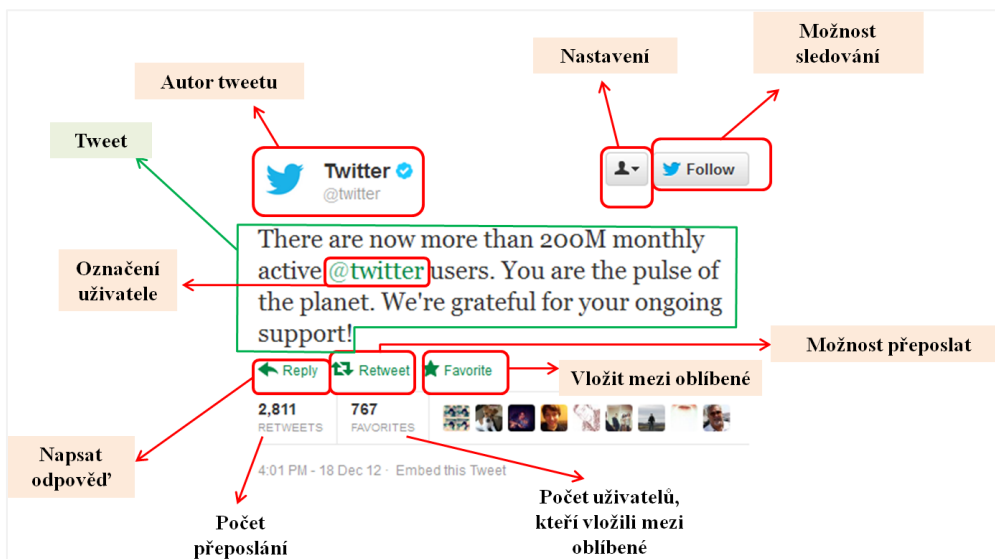 Možnost
sledování
Nastavení
Autor tweetu
Tweet
Twitter
@twitter
Follow
There are now more than 200M monthly
active @twitter users. You are the pulse of
the planet. We're grateful for your ongoing
support!
Označení
uživatele
Možnost přeposlat
Reply Retweet Favorite
Vložit mezi oblíbené
2,811 767
RETWEETS FAVORITES
Napsat
odpověď
4:01 PM - 18 Dec 12 · Embed this Tweet
Počet
přeposlání
Počet uživatelů,
kteří vložili mezi
oblíbené